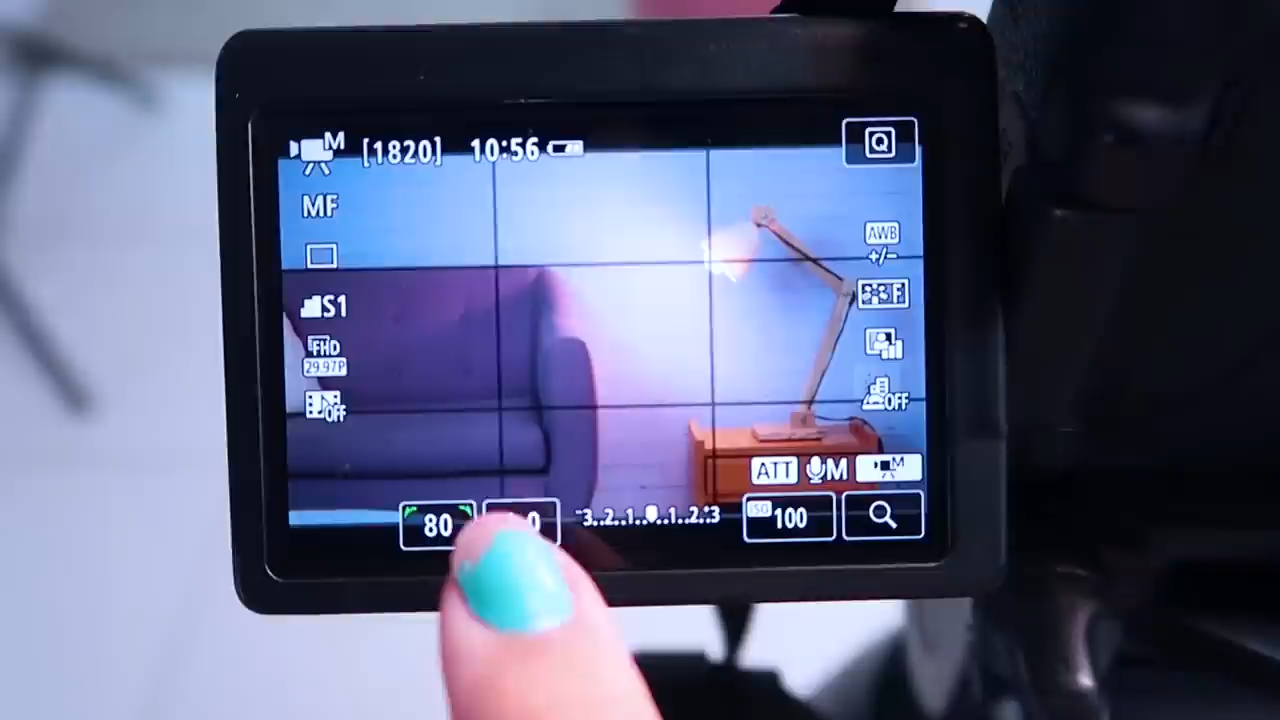 M [1820] 10:56 Q
MF
AWB
+/-
S1
F
FHD
29.97P
OFF
OFF
ATT M M
80 -3..2..1..0..1..2..+3 ISO 100